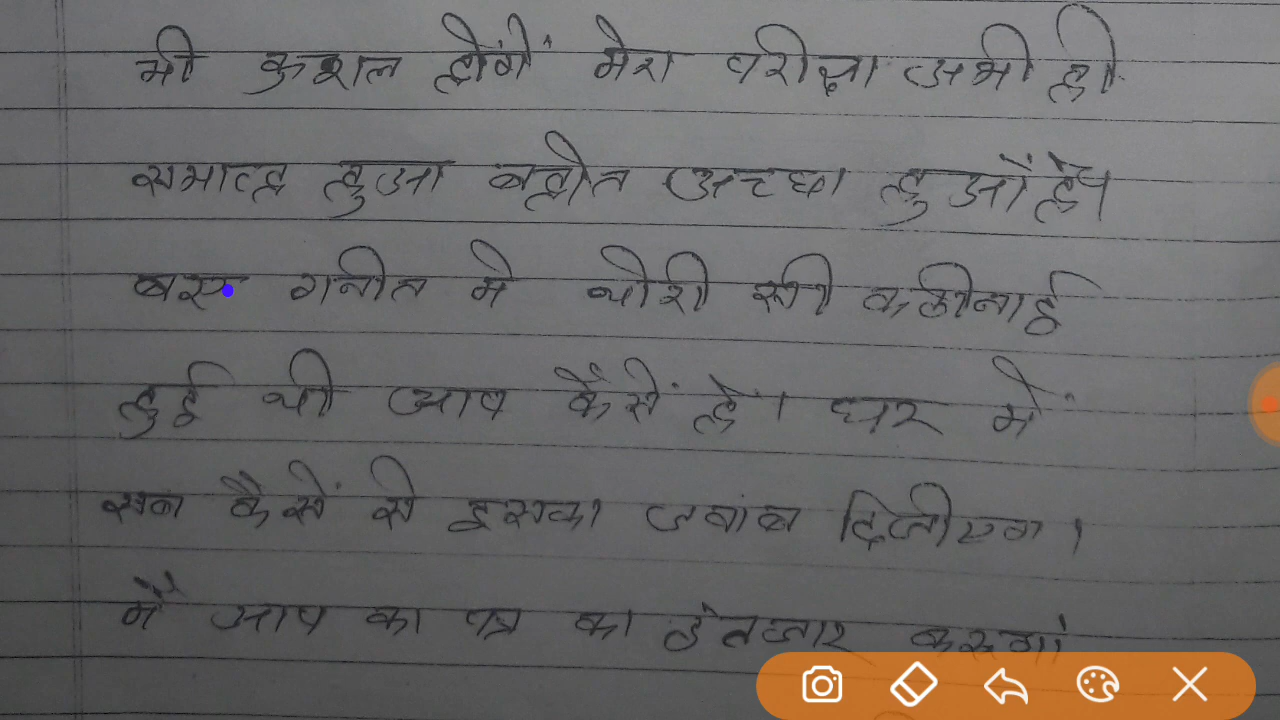 भी कुशल होगें मेरा परीक्षा अभी ही
समाप्त हुआ बहोत अच्छा हुआँ है।
बस गनीत मे थोरी सी कठीनाई
हुई थी आप कैसें है। घर में
सब कैसें से इसका जवांब दिजीएगा।
मैं आप का पत्र का इंतजार करूगां